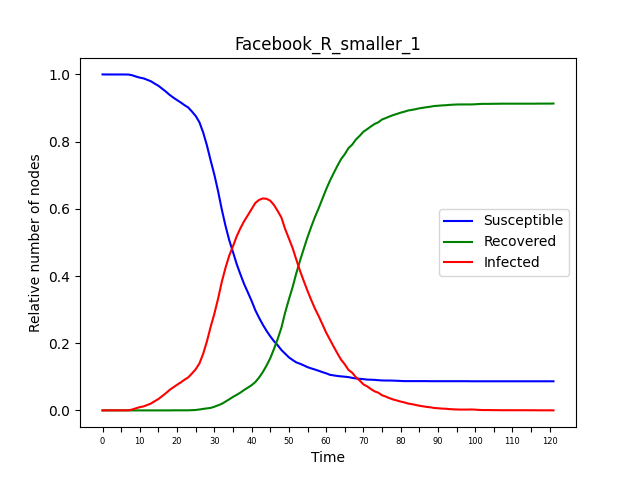 Facebook_R_smaller_1
Relative number of nodes
1.0
0.8
0.6
0.4
0.2
0.0
Susceptible
Recovered
Infected
0 10 20 30 40 50 60 70 80 90 100 110 120
Time